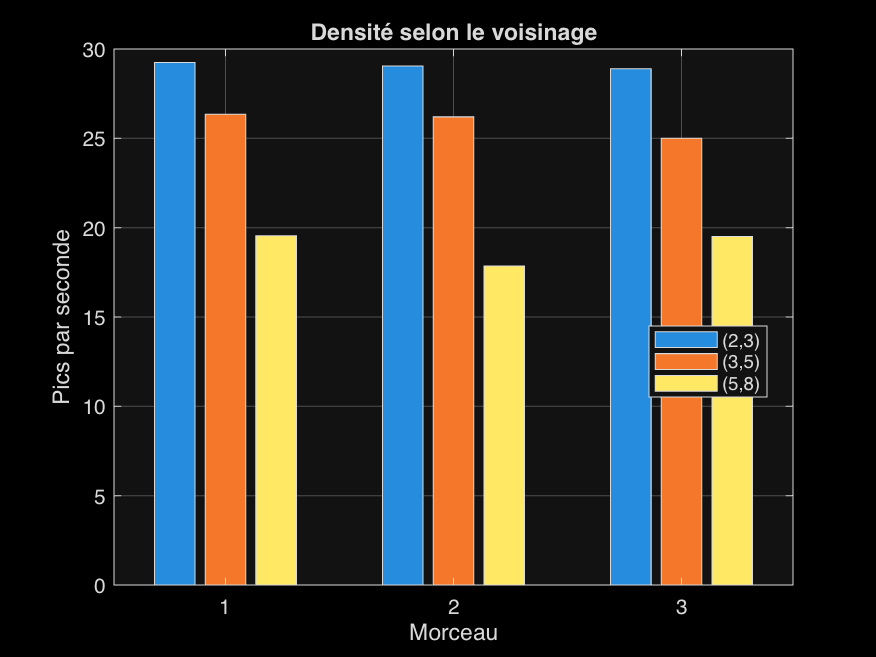 Densité selon le voisinage
30
25
20
15
10
5
0
Pics par seconde
(2,3)
(3,5)
(5,8)
1 2 3
Morceau